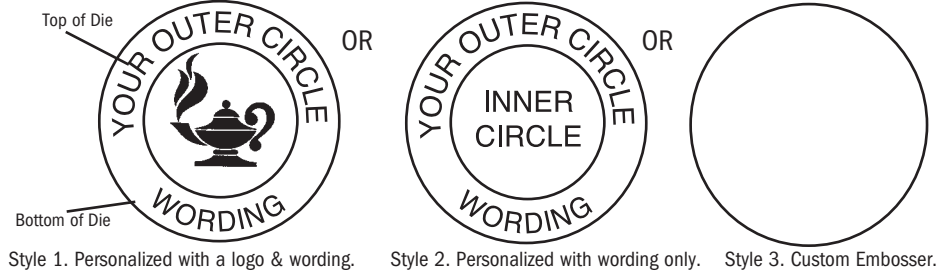 Top of Die
YOUR OUTER CIRCLE
WORDING
Bottom of Die
Style 1. Personalized with a logo & wording.
OR
YOUR OUTER CIRCLE
INNER
CIRCLE
WORDING
Style 2. Personalized with wording only.
OR
Style 3. Custom Embosser.